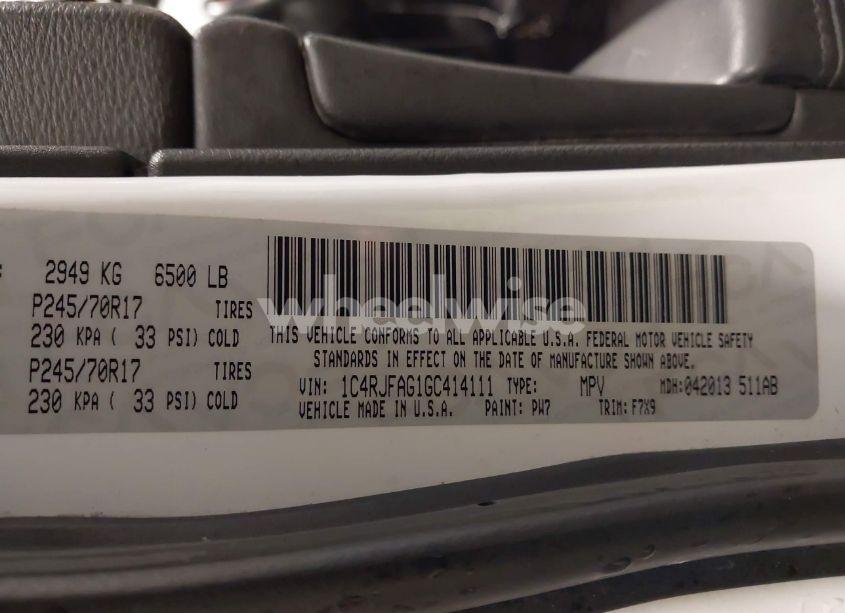 2949 KG 6500 LB
P245/70R17 TIRES
230 KPA ( 33 PSI) COLD
P245/70R17 TIRES
230 KPA ( 33 PSI) COLD
wheelwise
THIS VEHICLE CONFORMS TO ALL APPLICABLE U.S.A. FEDERAL MOTOR VEHICLE SAFETY
STANDARDS IN EFFECT ON THE DATE OF MANUFACTURE SHOWN ABOVE.
VIN: 1C4RJFAG1GC414111 TYPE: MPV MDH:042013 511AB
VEHICLE MADE IN U.S.A. PAINT: PW7 TRIM: F7X9